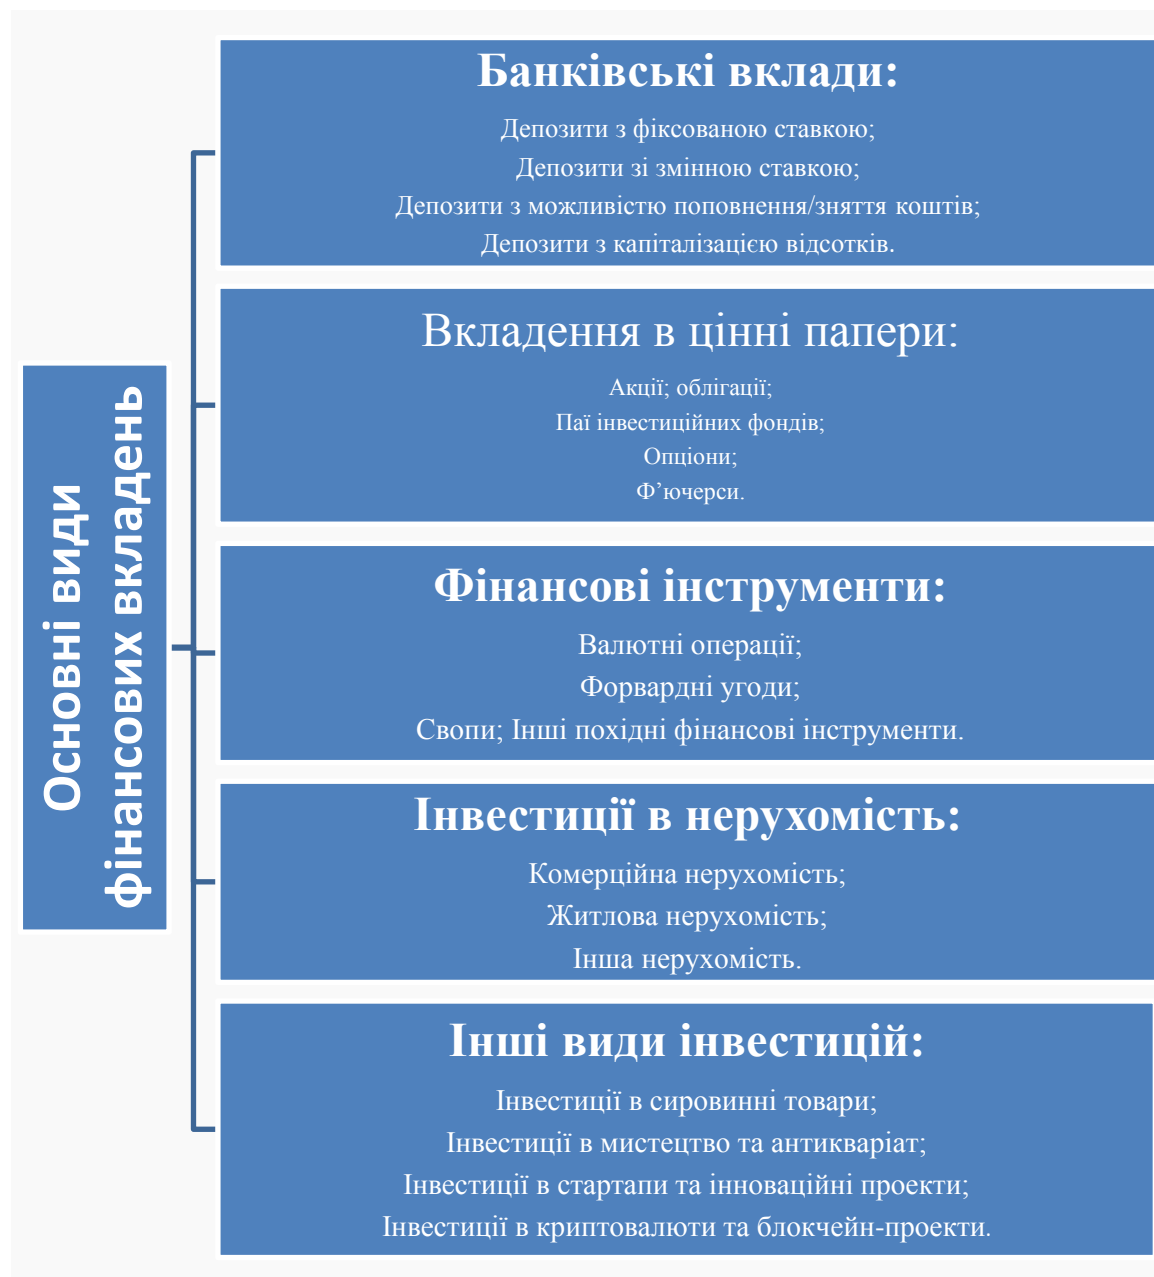 Основні види
фінансових вкладень
Банківські вклади:
Депозити з фіксованою ставкою;
Депозити зі змінною ставкою;
Депозити з можливістю поповнення/зняття коштів;
Депозити з капіталізацією відсотків.
Вкладення в цінні папери:
Акції; облігації;
Паї інвестиційних фондів;
Опціони;
Ф’ючерси.
Фінансові інструменти:
Валютні операції;
Форвардні угоди;
Свопи; Інші похідні фінансові інструменти.
Інвестиції в нерухомість:
Комерційна нерухомість;
Житлова нерухомість;
Інша нерухомість.
Інші види інвестицій:
Інвестиції в сировинні товари;
Інвестиції в мистецтво та антикваріат;
Інвестиції в стартапи та інноваційні проекти;
Інвестиції в криптовалюти та блокчейн-проекти.